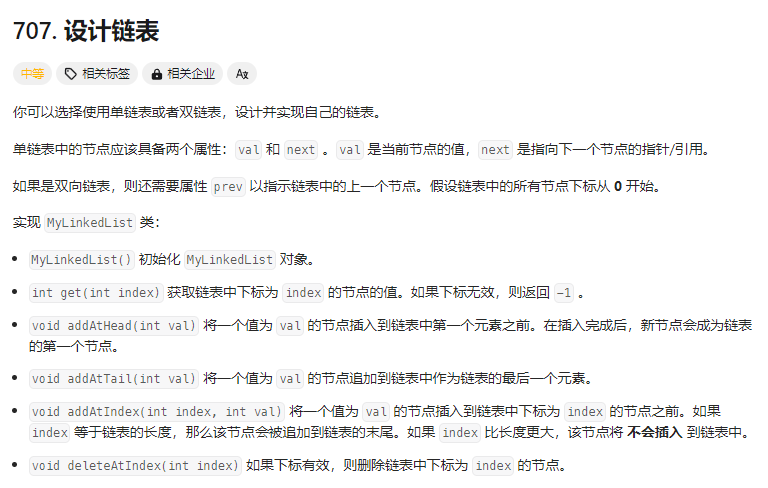 707. 设计链表
中等 相关标签 相关企业 Aあ
你可以选择使用单链表或者双链表，设计并实现自己的链表。
单链表中的节点应该具备两个属性：val 和 next 。val 是当前节点的值，next 是指向下一个节点的指针/引用。
如果是双向链表，则还需要属性 prev 以指示链表中的上一个节点。假设链表中的所有节点下标从 0 开始。
实现 MyLinkedList 类：
• MyLinkedList() 初始化 MyLinkedList 对象。
• int get(int index) 获取链表中下标为 index 的节点的值。如果下标无效，则返回 -1 。
• void addAtHead(int val) 将一个值为 val 的节点插入到链表中第一个元素之前。在插入完成后，新节点会成为链表
的第一个节点。
• void addAtTail(int val) 将一个值为 val 的节点追加到链表中作为链表的最后一个元素。
• void addAtIndex(int index, int val) 将一个值为 val 的节点插入到链表中下标为 index 的节点之前。如果
index 等于链表的长度，那么该节点会被追加到链表的末尾。如果 index 比长度更大，该节点将 不会插入 到链表中。
• void deleteAtIndex(int index) 如果下标有效，则删除链表中下标为 index 的节点。